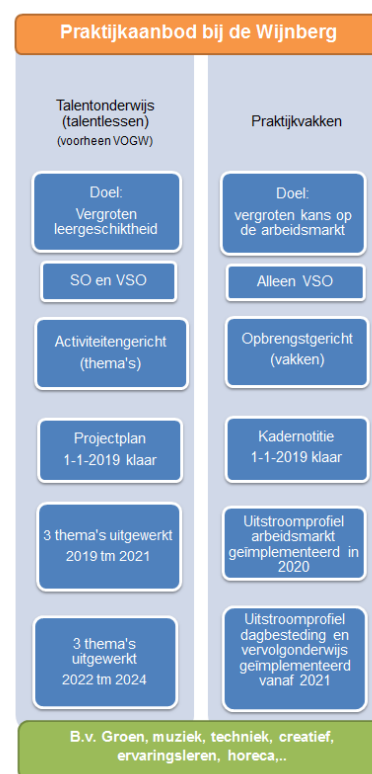 Praktijkaanbod bij de Wijnberg
Talentonderwijs
(talentlessen)
(voorheen VOGW)
Doel:
Vergroten
leergeschiktheid
SO en VSO
Activiteitengericht
(thema's)
Projectplan
1-1-2019 klaar
3 thema's uitgewerkt
2019 tm 2021
3 thema's
uitgewerkt
2022 tm 2024
Praktijkvakken
Doel:
vergroten kans op
de arbeidsmarkt
Alleen VSO
Opbrengstgericht
(vakken)
Kadernotitie
1-1-2019 klaar
Uitstroomprofiel
arbeidsmarkt
geïmplementeerd in
2020
Uitstroomprofiel
dagbesteding en
vervolgonderwijs
geïmplementeerd
vanaf 2021
B.v. Groen, muziek, techniek, creatief,
ervaringsleren, horeca,..